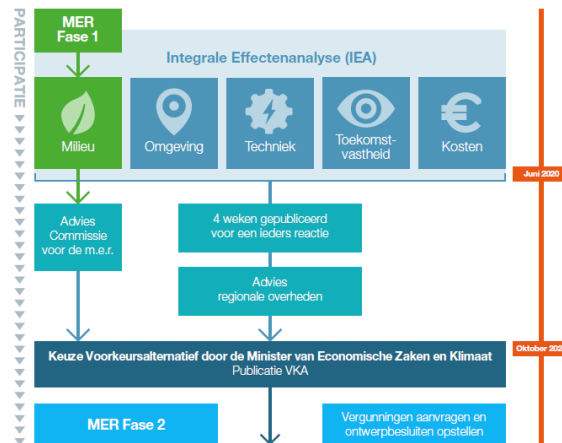 PARTICIPATIE
MER
Fase 1
Integrale Effectenanalyse (IEA)
Milieu
Omgeving
Techniek
Toekomst-
vastheid
Kosten
Juni 2020
Advies
Commissie
voor de m.e.r.
4 weken gepubliceerd
voor een ieders reactie
Advies
regionale overheden
Keuze Voorkeursalternatief door de Minister van Economische Zaken en Klimaat
Publicatie VKA
Oktober 202
MER Fase 2
Vergunningen aanvragen en
ontwerpbesluiten opstellen